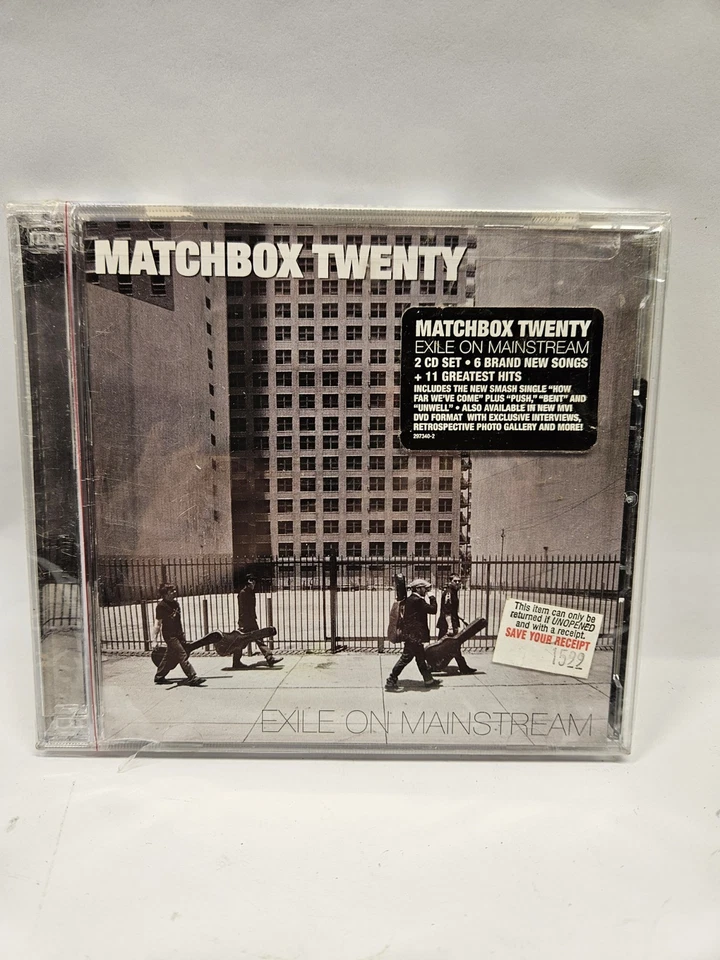 MATCHBOX TWENTY
MATCHBOX TWENTY
EXILE ON MAINSTREAM
2 CD SET • 6 BRAND NEW SONGS
+ 11 GREATEST HITS
INCLUDES THE NEW SMASH SINGLE "HOW
FAR WE'VE COME" PLUS "PUSH," "BENT" AND
"UNWELL" • ALSO AVAILABLE IN NEW MVI
DVD FORMAT WITH EXCLUSIVE INTERVIEWS,
RETROSPECTIVE PHOTO GALLERY AND MORE!
297340-2
This item can only be
returned if UNOPENED
and with a receipt.
SAVE YOUR RECEIPT
1522
EXILE ON MAINSTREAM